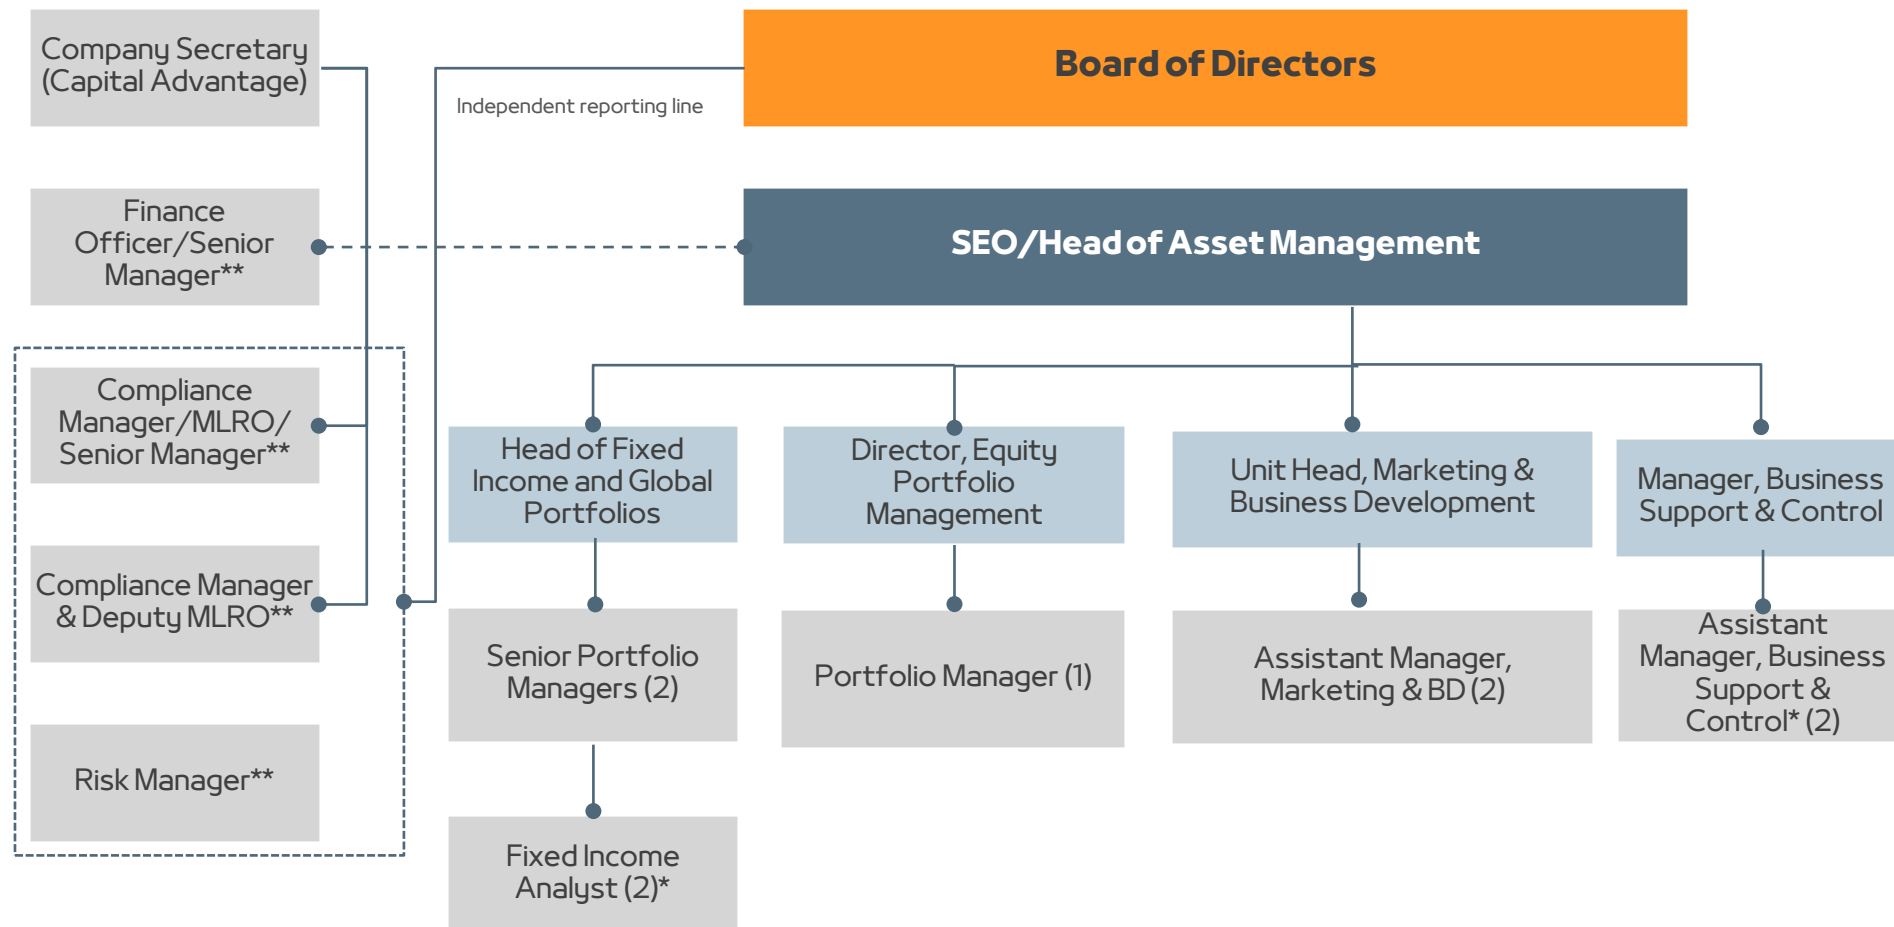 Company Secretary
(Capital Advantage)
Board of Directors
Independent reporting line
Finance
Officer/Senior
Manager**
SEO/Head of Asset Management
Compliance
Manager/MLRO/
Senior Manager**
Compliance Manager
& Deputy MLRO**
Risk Manager**
Head of Fixed
Income and Global
Portfolios
Director, Equity
Portfolio
Management
Unit Head, Marketing &
Business Development
Manager, Business
Support & Control
Senior Portfolio
Managers (2)
Portfolio Manager (1)
Assistant Manager,
Marketing & BD (2)
Assistant
Manager, Business
Support &
Control* (2)
Fixed Income
Analyst (2)*